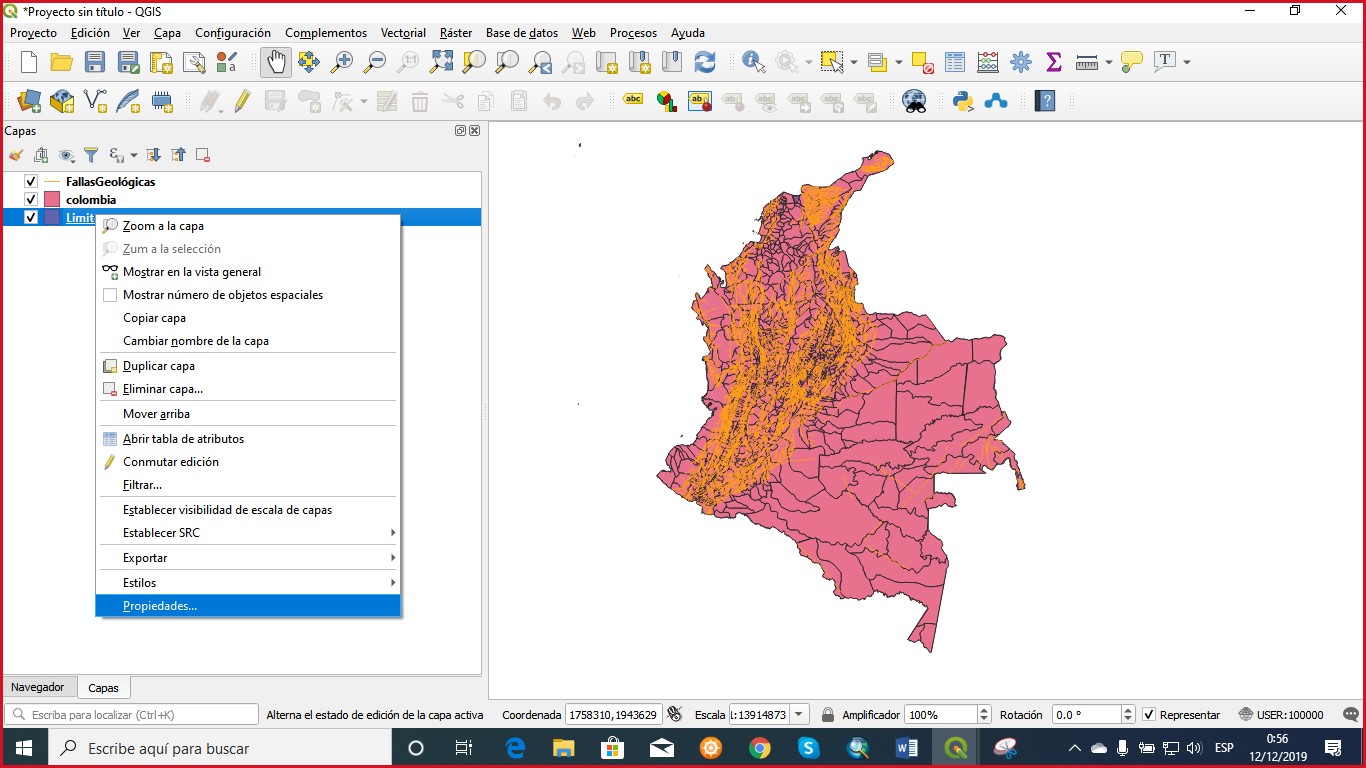 *Proyecto sin título - QGIS
Proyecto Edición Ver Capa Configuración Complementos Vectorial Ráster Base de datos Web Procesos Ayuda
abc
Capas
FallasGeológicas
colombia
Limit
Zoom a la capa
Zum a la selección
Mostrar en la vista general
Mostrar número de objetos espaciales
Copiar capa
Cambiar nombre de la capa
Duplicar capa
Eliminar capa...
Mover arriba
Abrir tabla de atributos
Conmutar edición
Filtrar...
Establecer visibilidad de escala de capas
Establecer SRC
Exportar
Estilos
Propiedades...
Navegador Capas
Escriba para localizar (Ctrl+K) Alterna el estado de edición de la capa activa Coordenada 1758310,1943629 Escala 1:13914873 Amplificador 100% Rotación 0.0 ° Representar USER:100000
Escribe aquí para buscar ESP 0:56
12/12/2019